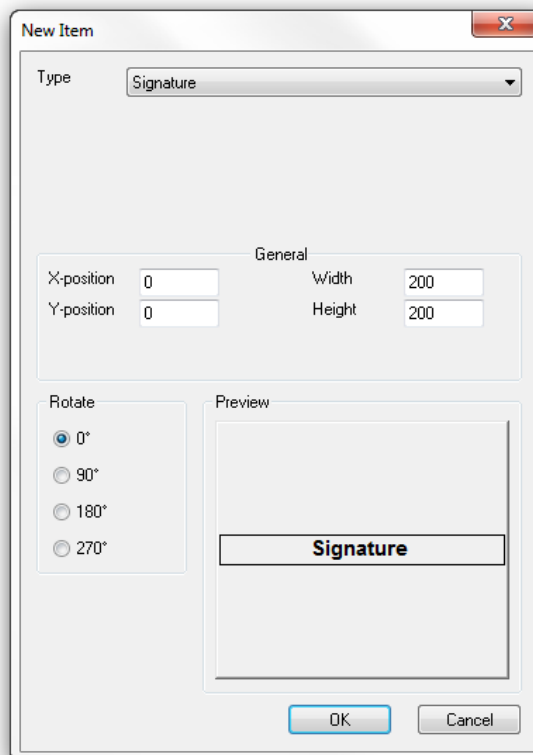 New Item
Type Signature
General
X-position 0 Width 200
Y-position 0 Height 200
Rotate Preview
0°
90°
180°
270°
Signature
OK Cancel